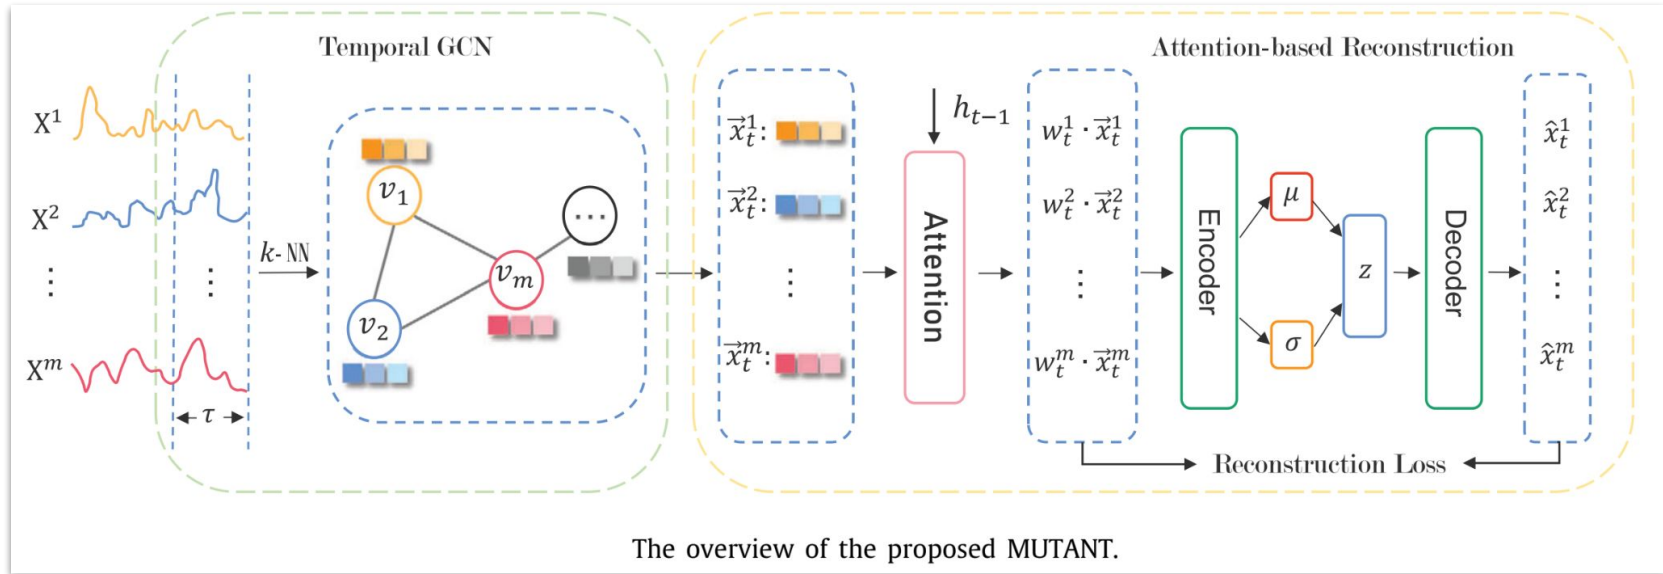 Temporal GCN
Attention-based Reconstruction
X¹
X²
⋮
Xᵐ
⋮
τ
k-NN
v₁
v₂
vₘ
...
x⃗ₜ¹:
x⃗ₜ²:
⋮
x⃗ₜᵐ:
hₜ₋₁
Attention
wₜ¹ · x⃗ₜ¹
wₜ² · x⃗ₜ²
⋮
wₜᵐ · x⃗ₜᵐ
Encoder
μ
σ
z
Decoder
x̂ₜ¹
x̂ₜ²
⋮
x̂ₜᵐ
Reconstruction Loss
The overview of the proposed MUTANT.